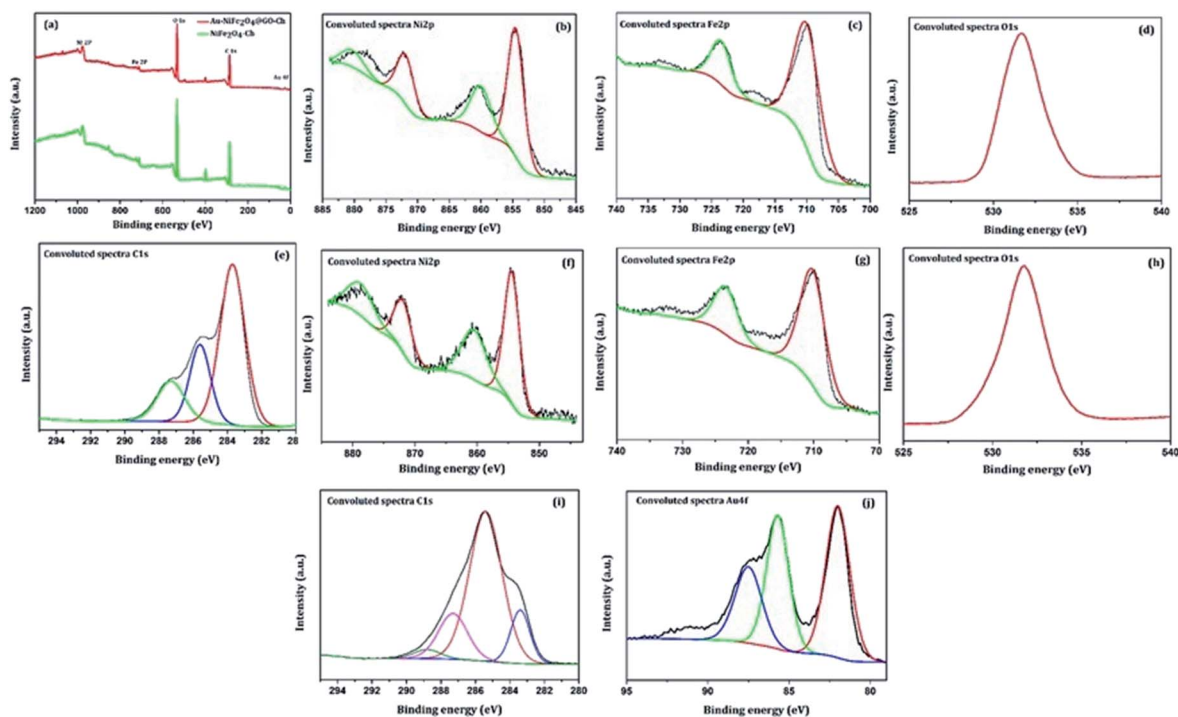 (a)
O 1s
Au-NiFe2O4@GO-Ch
NiFe2O4-Ch
Ni 2P
Fe 2P
C 1s
Au 4F
Intensity (a.u.)
1200 1000 800 600 400 200 0
Binding energy (eV)
Convoluted spectra Ni2p (b)
Intensity (a.u.)
885 880 875 870 865 860 855 850 845
Binding energy (eV)
Convoluted spectra Fe2p (c)
Intensity (a.u.)
740 735 730 725 720 715 710 705 700
Binding energy (eV)
Convoluted spectra O1s (d)
Intensity (a.u.)
525 530 535 540
Binding energy (eV)
Convoluted spectra C1s (e)
Intensity (a.u.)
294 292 290 288 286 284 282 28
Binding energy (eV)
Convoluted spectra Ni2p (f)
Intensity (a.u.)
880 870 860 850
Binding energy (eV)
Convoluted spectra Fe2p (g)
Intensity (a.u.)
740 730 720 710 70
Binding energy (eV)
Convoluted spectra O1s (h)
Intensity (a.u.)
525 530 535 540
Binding energy (eV)
Convoluted spectra C1s (i)
Intensity (a.u.)
294 292 290 288 286 284 282 280
Binding energy (eV)
Convoluted spectra Au4f (j)
Intensity (a.u.)
95 90 85 80
Binding energy (eV)